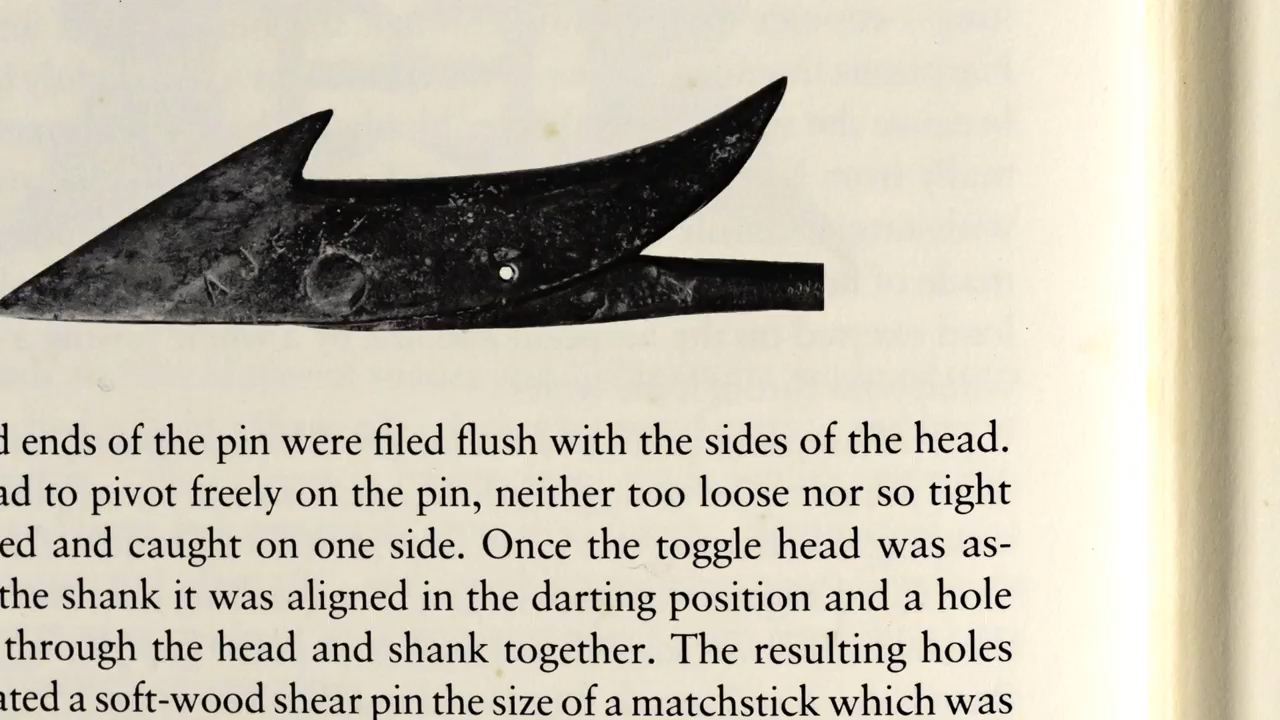 ends of the pin were filed flush with the sides of the head.
to pivot freely on the pin, neither too loose nor so tight
and caught on one side. Once the toggle head was as-
the shank it was aligned in the darting position and a hole
through the head and shank together. The resulting holes
a soft-wood shear pin the size of a matchstick which was